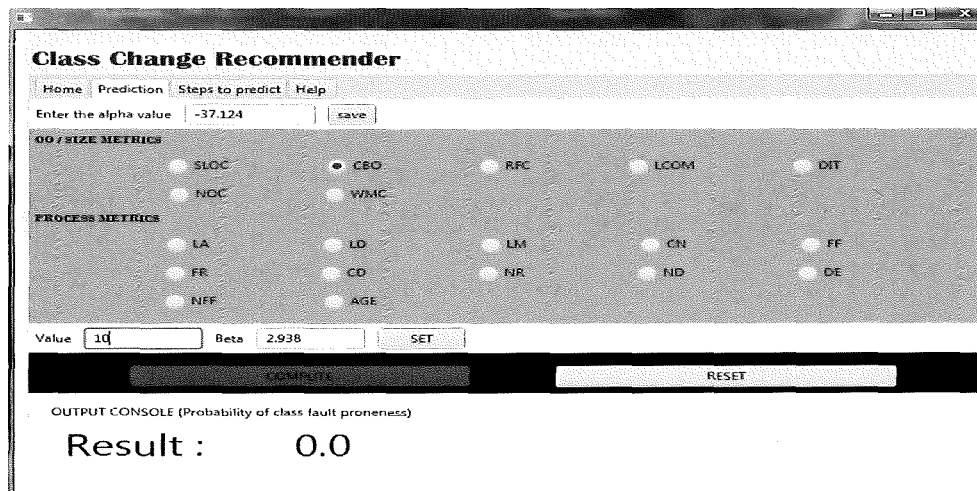 Class Change Recommender
Home Prediction Steps to predict Help
Enter the alpha value -37.124 save
OO / SIZE METRICS
SLOC CBO RFC LCOM DIT
NOC WMC
PROCESS METRICS
LA LD LM CN FF
FR CD NR ND DE
NFF AGE
Value 10 Beta 2.938 SET
COMPUTE RESET
OUTPUT CONSOLE (Probability of class fault proneness)
Result : 0.0